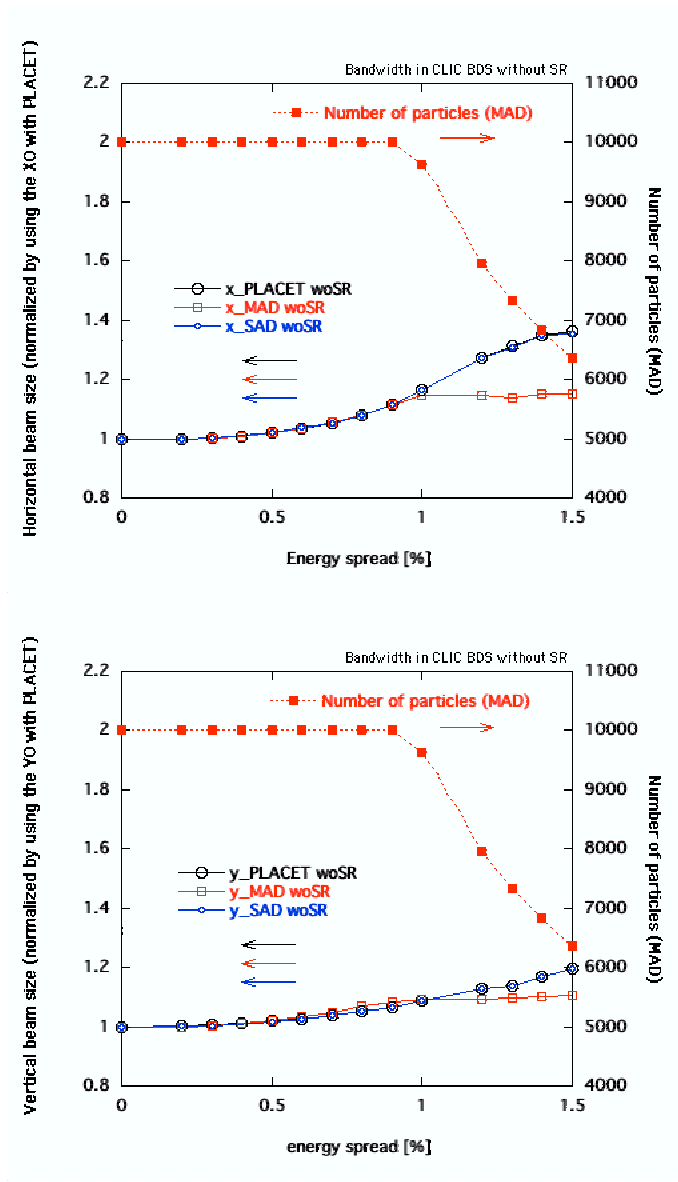 Bandwidth in CLIC BDS without SR
Horizontal beam size (normalized by using the X0 with PLACET)
2.2
2
1.8
1.6
1.4
1.2
1
0.8
Number of particles (MAD)
x_PLACET woSR
x_MAD woSR
x_SAD woSR
11000
10000
9000
8000
7000
6000
5000
4000
Number of particles (MAD)
0
0.5
1
1.5
Energy spread [%]
Bandwidth in CLIC BDS without SR
Vertical beam size (normalized by using the Y0 with PLACET)
2.2
2
1.8
1.6
1.4
1.2
1
0.8
Number of particles (MAD)
y_PLACET woSR
y_MAD woSR
y_SAD woSR
11000
10000
9000
8000
7000
6000
5000
4000
Number of particles (MAD)
0
0.5
1
1.5
energy spread [%]